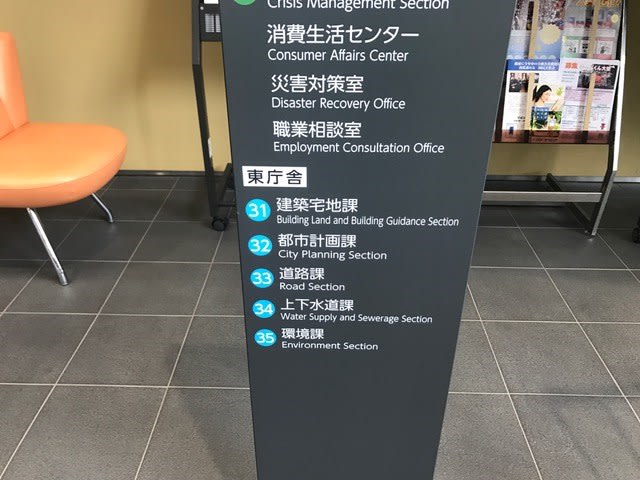 Crisis Management Section
消費生活センター
Consumer Affairs Center
災害対策室
Disaster Recovery Office
職業相談室
Employment Consultation Office
東庁舎
31 建築宅地課
Building Land and Building Guidance Section
32 都市計画課
City Planning Section
33 道路課
Road Section
34 上下水道課
Water Supply and Sewerage Section
35 環境課
Environment Section
募集